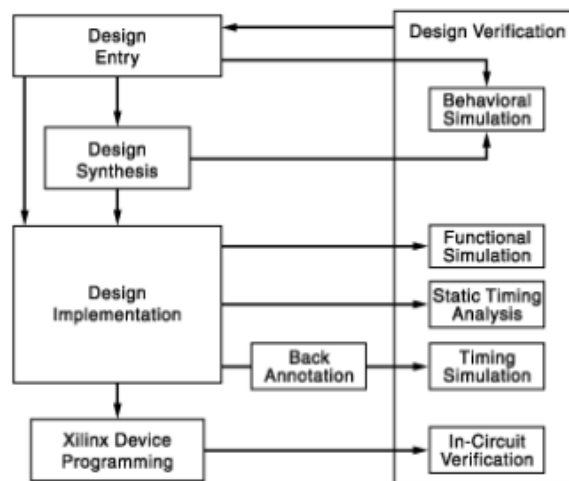 Design
Entry
Design Verification
Behavioral
Simulation
Design
Synthesis
Functional
Simulation
Design
Implementation
Static Timing
Analysis
Back
Annotation
Timing
Simulation
Xilinx Device
Programming
In-Circuit
Verification